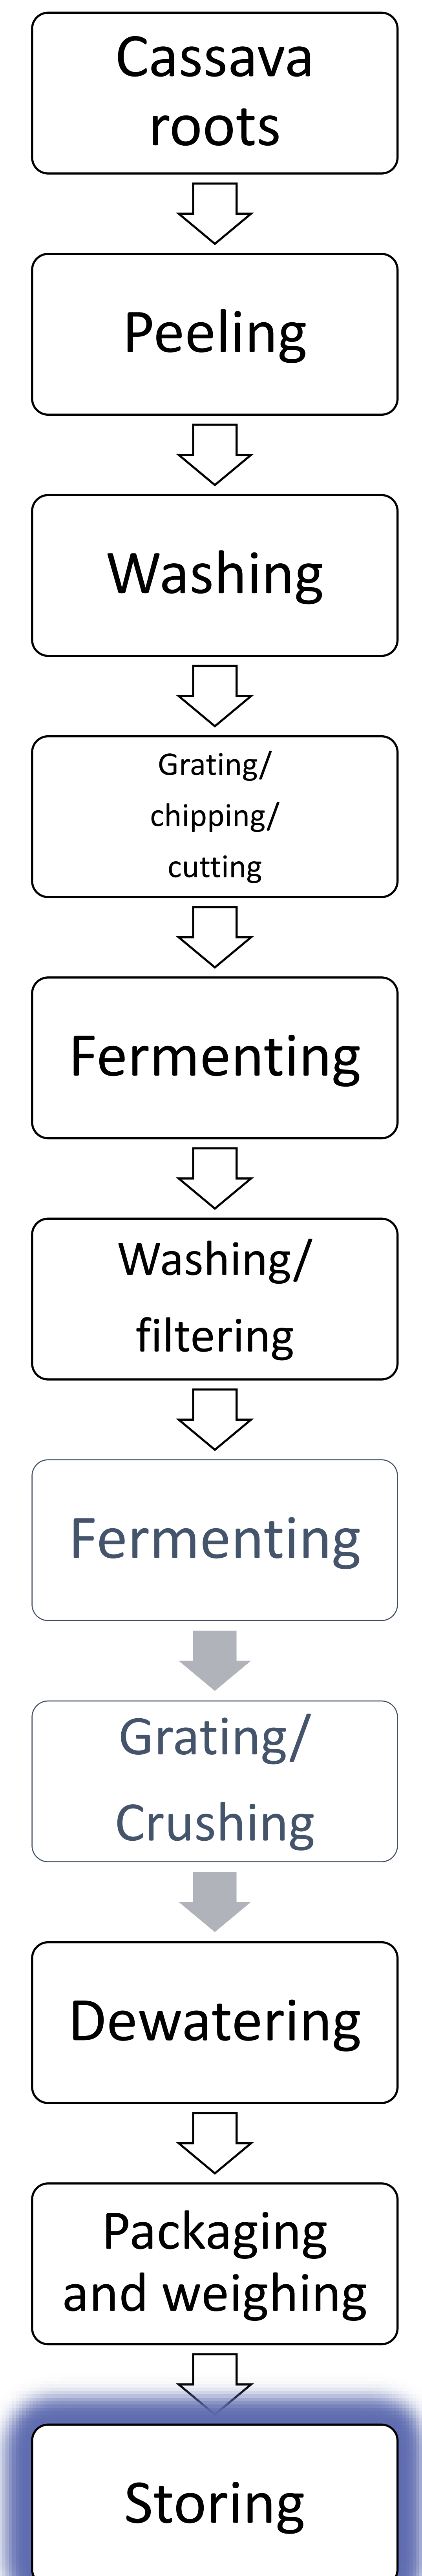 Cassava
roots
Peeling
Washing
Grating/
chipping/
cutting
Fermenting
Washing/
filtering
Fermenting
Grating/
Crushing
Dewatering
Packaging
and weighing
Storing